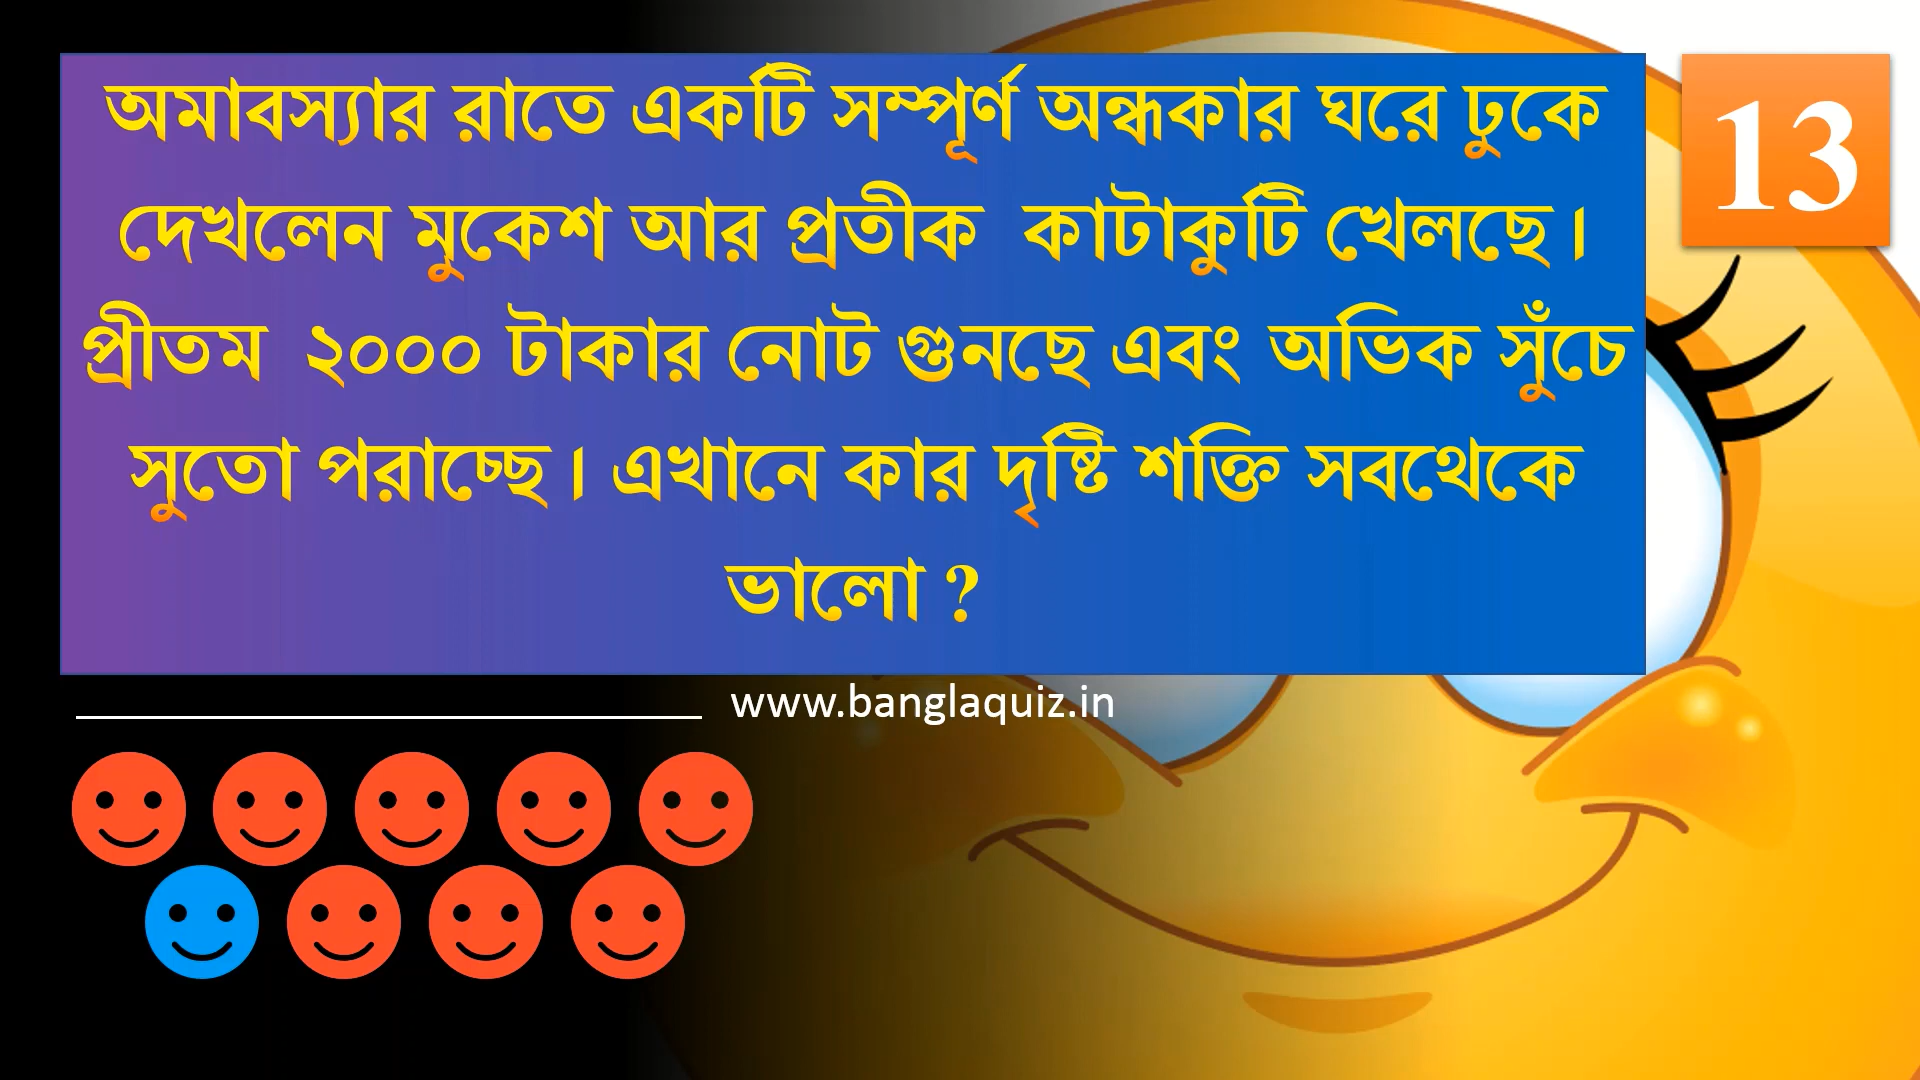 অমাবস্যার রাতে একটি সম্পূর্ণ অন্ধকার ঘরে ঢুকে
দেখলেন মুকেশ আর প্রতীক কাটাকুটি খেলছে।
প্রীতম ২০০০ টাকার নোট গুনছে এবং অভিক সুঁচে
সুতো পরাচ্ছে। এখানে কার দৃষ্টি শক্তি সবথেকে
ভালো ?
13
www.banglaquiz.in